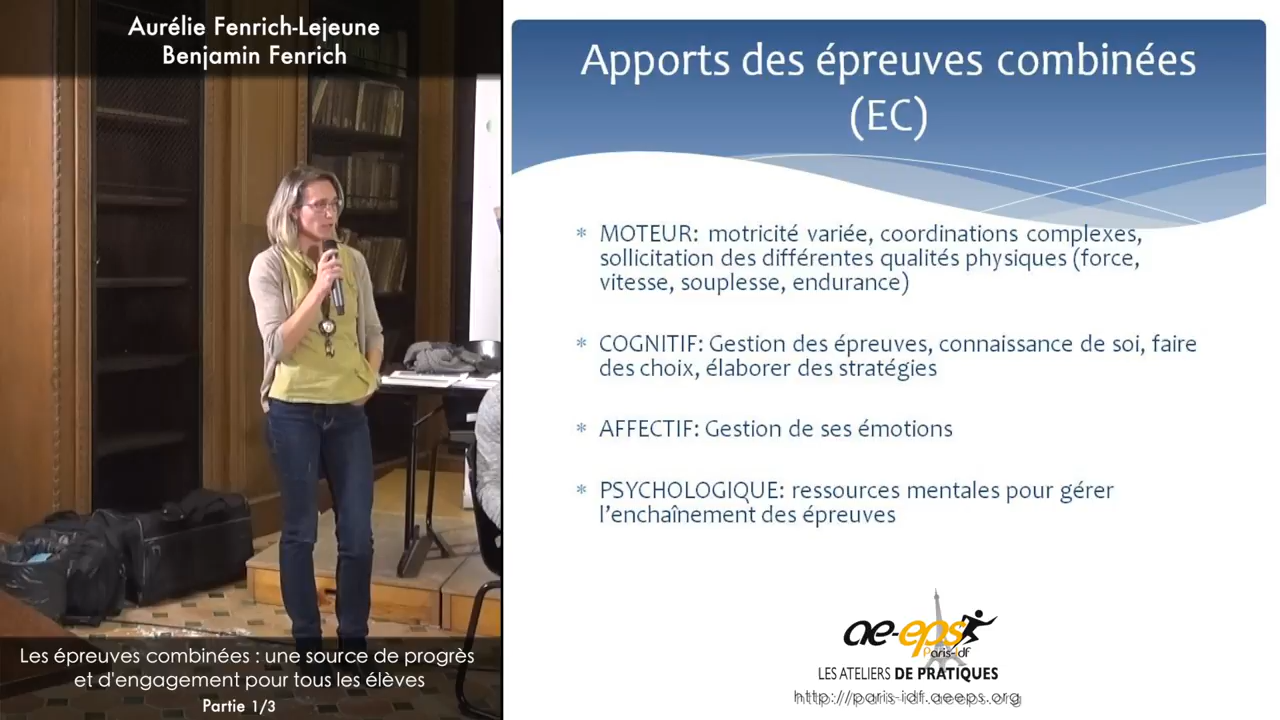 Aurélie Fenrich-Lejeune
Benjamin Fenrich
Les épreuves combinées : une source de progrès
et d'engagement pour tous les élèves
Partie 1/3
Apports des épreuves combinées
(EC)
* MOTEUR: motricité variée, coordinations complexes,
sollicitation des différentes qualités physiques (force,
vitesse, souplesse, endurance)
* COGNITIF: Gestion des épreuves, connaissance de soi, faire
des choix, élaborer des stratégies
* AFFECTIF: Gestion de ses émotions
* PSYCHOLOGIQUE: ressources mentales pour gérer
l'enchaînement des épreuves
ae-eps
Paris-Idf
LES ATELIERS DE PRATIQUES
http://paris-idf.aeeps.org